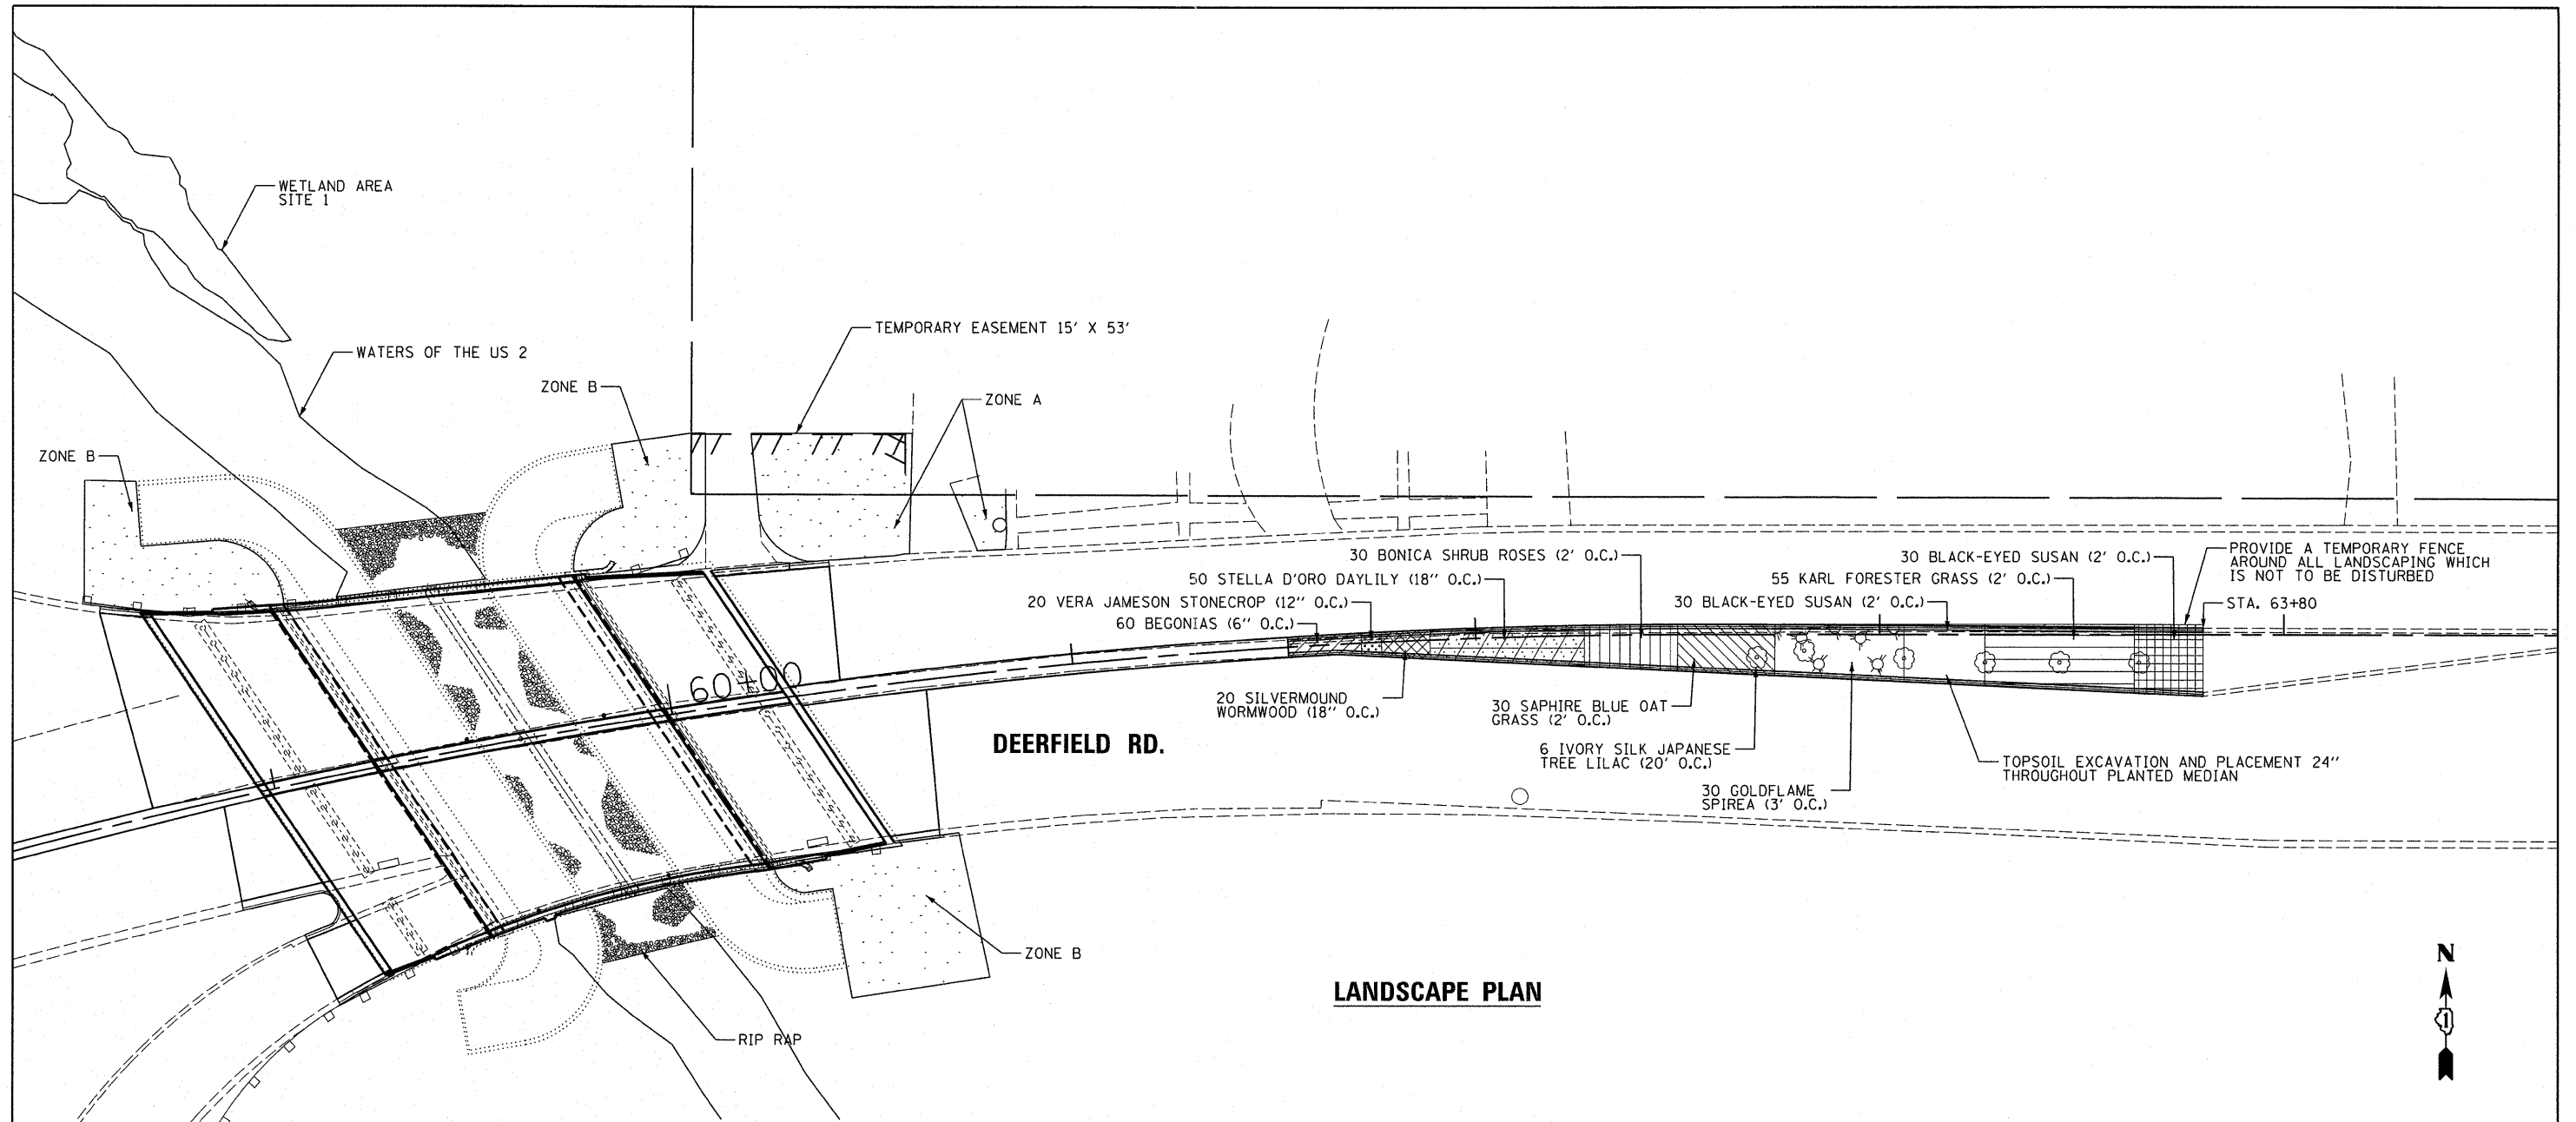 WETLAND AREA
SITE 1
WATERS OF THE US 2
TEMPORARY EASEMENT 15' X 53'
ZONE B
ZONE A
ZONE B
30 BONICA SHRUB ROSES (2' O.C.)
30 BLACK-EYED SUSAN (2' O.C.)
PROVIDE A TEMPORARY FENCE
AROUND ALL LANDSCAPING WHICH
IS NOT TO BE DISTURBED
50 STELLA D'ORO DAYLILY (18" O.C.)
55 KARL FORESTER GRASS (2' O.C.)
20 VERA JAMESON STONECROP (12" O.C.)
30 BLACK-EYED SUSAN (2' O.C.)
STA. 63+80
60 BEGONIAS (6" O.C.)
60+00
20 SILVERMOUND
WORMWOOD (18" O.C.)
30 SAPHIRE BLUE OAT
GRASS (2' O.C.)
DEERFIELD RD.
6 IVORY SILK JAPANESE
TREE LILAC (20' O.C.)
TOPSOIL EXCAVATION AND PLACEMENT 24"
THROUGHOUT PLANTED MEDIAN
30 GOLDFLAME
SPIREA (3' O.C.)
ZONE B
N
LANDSCAPE PLAN
1
RIP RAP